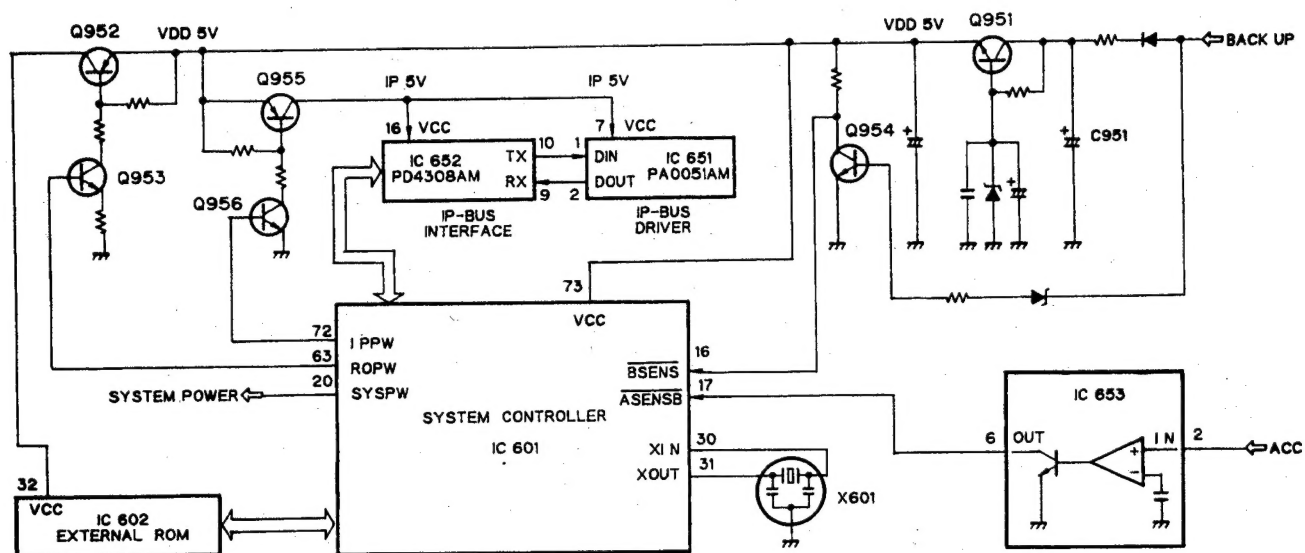 Q952
VDD 5V
VDD 5V
Q951
BACK UP
Q955
IP 5V
IP 5V
16 VCC
7 VCC
Q954
+
+
C951
IC 652
PD4308AM
TX
RX
10
9
1
2
DIN
DOUT
IC 651
PA0051AM
Q953
Q956
IP-BUS
INTERFACE
IP-BUS
DRIVER
+
73
VCC
72
IPPW
63
ROPW
20
SYSPW
SYSTEM POWER
16
BSENS
17
ASENSB
SYSTEM CONTROLLER
IC 601
IC 653
6
OUT
+
-
IN
2
ACC
XIN
30
XOUT
31
X601
32
VCC
IC 602
EXTERNAL ROM